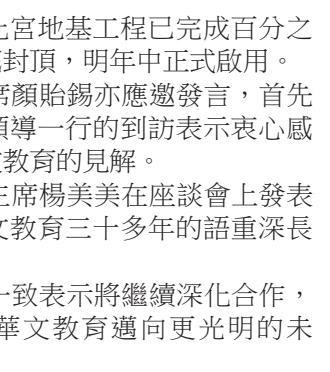 宮地基工程已完成百分之
封頂，明年中正式啟用。
席顏貽錫亦應邀發言，首先
領導一行的到訪表示衷心感
教育的見解。
主席楊美美在座談會上發表
文教育三十多年的語重深長
一致表示將繼續深化合作，
華文教育邁向更光明的未